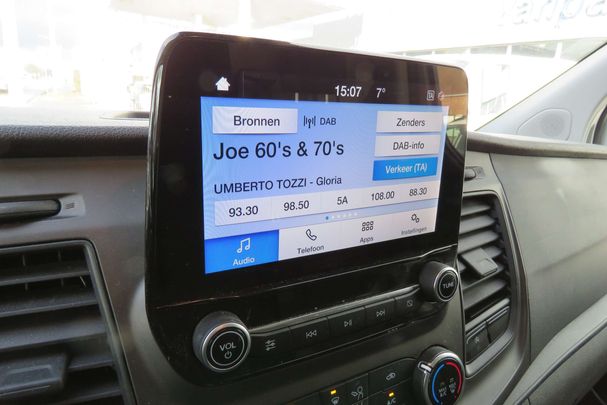 15:07 7° TA
Bronnen DAB Zenders
Joe 60's & 70's DAB-info
Verkeer (TA)
UMBERTO TOZZI - Gloria
93.30 98.50 5A 108.00 88.30
Audio Telefoon Apps Instellingen
VOL TUNE
A/C